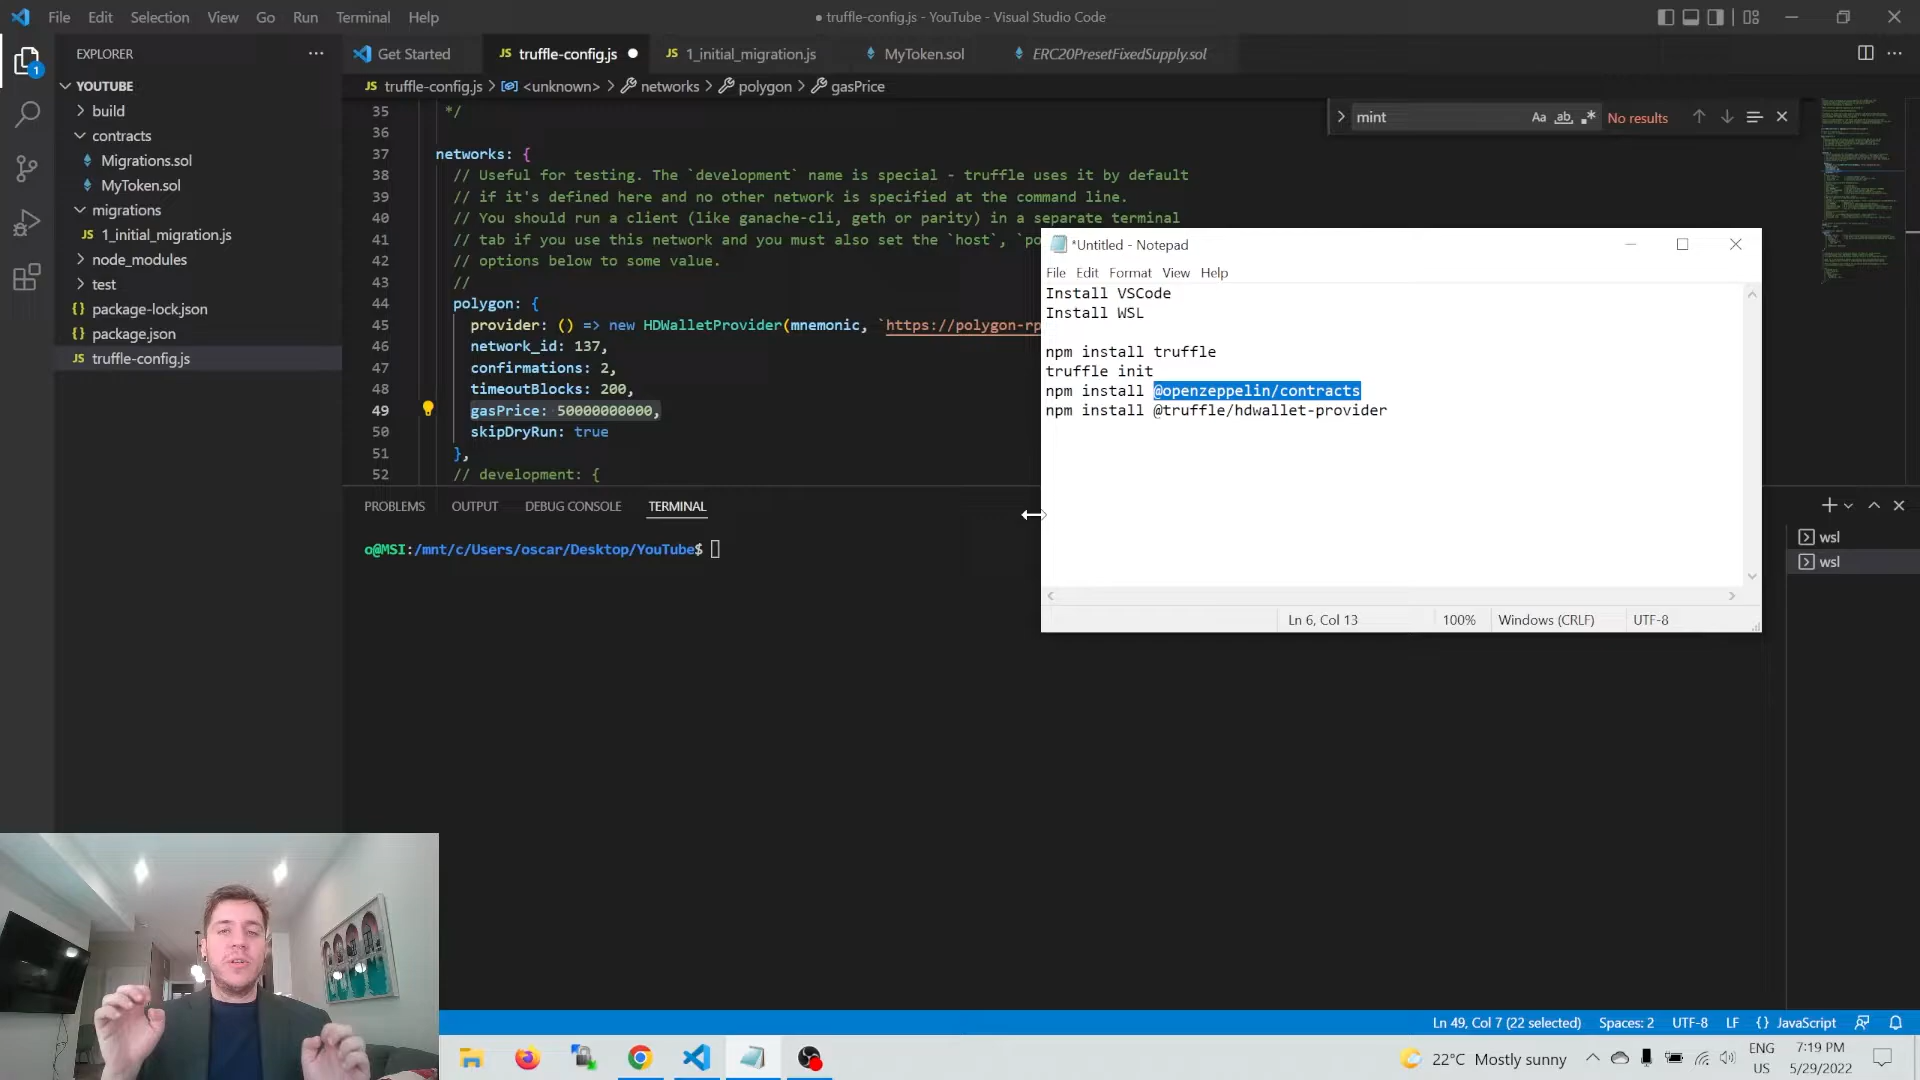 File Edit Selection View Go Run Terminal Help
● truffle-config.js - YouTube - Visual Studio Code
EXPLORER
YOUTUBE
build
contracts
Migrations.sol
MyToken.sol
migrations
JS 1_initial_migration.js
node_modules
test
{} package-lock.json
{} package.json
JS truffle-config.js
1
Get Started
JS truffle-config.js ●
JS 1_initial_migration.js
MyToken.sol
ERC20PresetFixedSupply.sol
JS truffle-config.js > <unknown> > networks > polygon > gasPrice
mint
Aa ab .* No results
35 */
36
37 networks: {
38 // Useful for testing. The `development` name is special - truffle uses it by default
39 // if it's defined here and no other network is specified at the command line.
40 // You should run a client (like ganache-cli, geth or parity) in a separate terminal
41 // tab if you use this network and you must also set the `host`, `po
42 // options below to some value.
43 //
44 polygon: {
45 provider: () => new HDWalletProvider(mnemonic, `https://polygon-rp
46 network_id: 137,
47 confirmations: 2,
48 timeoutBlocks: 200,
49 gasPrice: 50000000000,
50 skipDryRun: true
51 },
52 // development: {
*Untitled - Notepad
File Edit Format View Help
Install VSCode
Install WSL
npm install truffle
truffle init
npm install @openzeppelin/contracts
npm install @truffle/hdwallet-provider
Ln 6, Col 13 100% Windows (CRLF) UTF-8
PROBLEMS OUTPUT DEBUG CONSOLE TERMINAL
o@MSI:/mnt/c/Users/oscar/Desktop/YouTube$
wsl
wsl
Ln 49, Col 7 (22 selected) Spaces: 2 UTF-8 LF {} JavaScript
22°C Mostly sunny
ENG
US
7:19 PM
5/29/2022